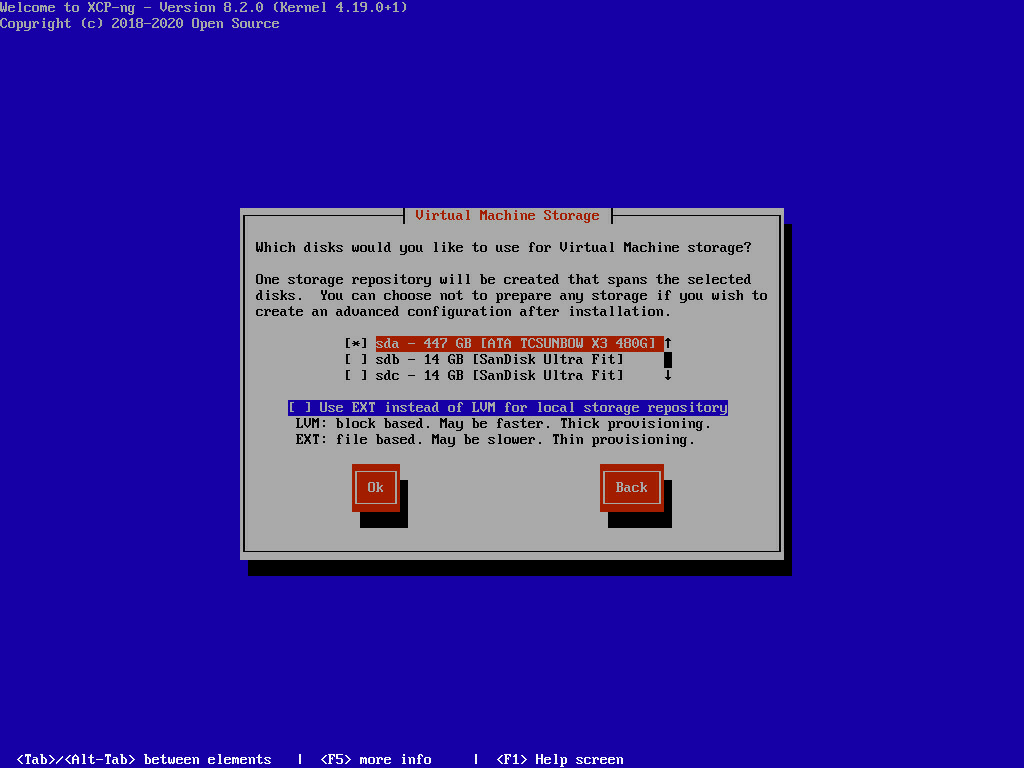 Welcome to XCP-ng - Version 8.2.0 (Kernel 4.19.0+1)
Copyright (c) 2018-2020 Open Source
Virtual Machine Storage
Which disks would you like to use for Virtual Machine storage?
One storage repository will be created that spans the selected
disks.  You can choose not to prepare any storage if you wish to
create an advanced configuration after installation.
[*] sda - 447 GB [ATA TCSUNBOW X3 480G] ↑
[ ] sdb - 14 GB [SanDisk Ultra Fit]
[ ] sdc - 14 GB [SanDisk Ultra Fit] ↓
[ ] Use EXT instead of LVM for local storage repository
LVM: block based. May be faster. Thick provisioning.
EXT: file based. May be slower. Thin provisioning.
Ok Back
<Tab>/<Alt-Tab> between elements | <F5> more info | <F1> Help screen